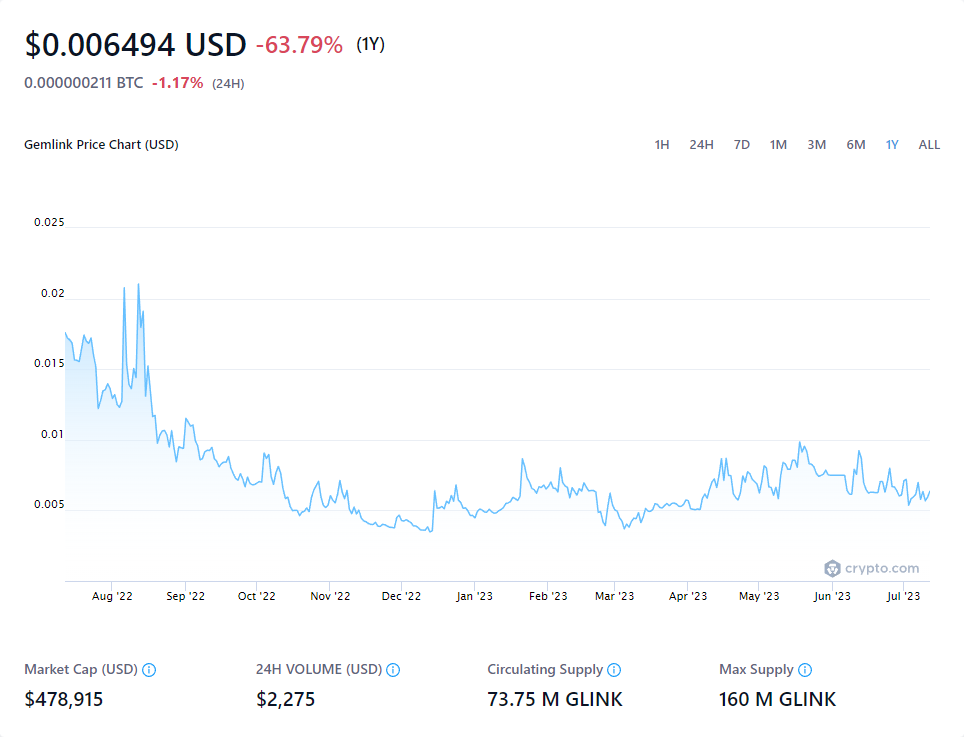 $0.006494 USD -63.79% (1Y)
0.000000211 BTC -1.17% (24H)
Gemlink Price Chart (USD) 1H 24H 7D 1M 3M 6M 1Y ALL
0.025
0.02
0.015
0.01
0.005
crypto.com
Aug '22 Sep '22 Oct '22 Nov '22 Dec '22 Jan '23 Feb '23 Mar '23 Apr '23 May '23 Jun '23 Jul '23
Market Cap (USD) 24H VOLUME (USD) Circulating Supply Max Supply
$478,915 $2,275 73.75 M GLINK 160 M GLINK